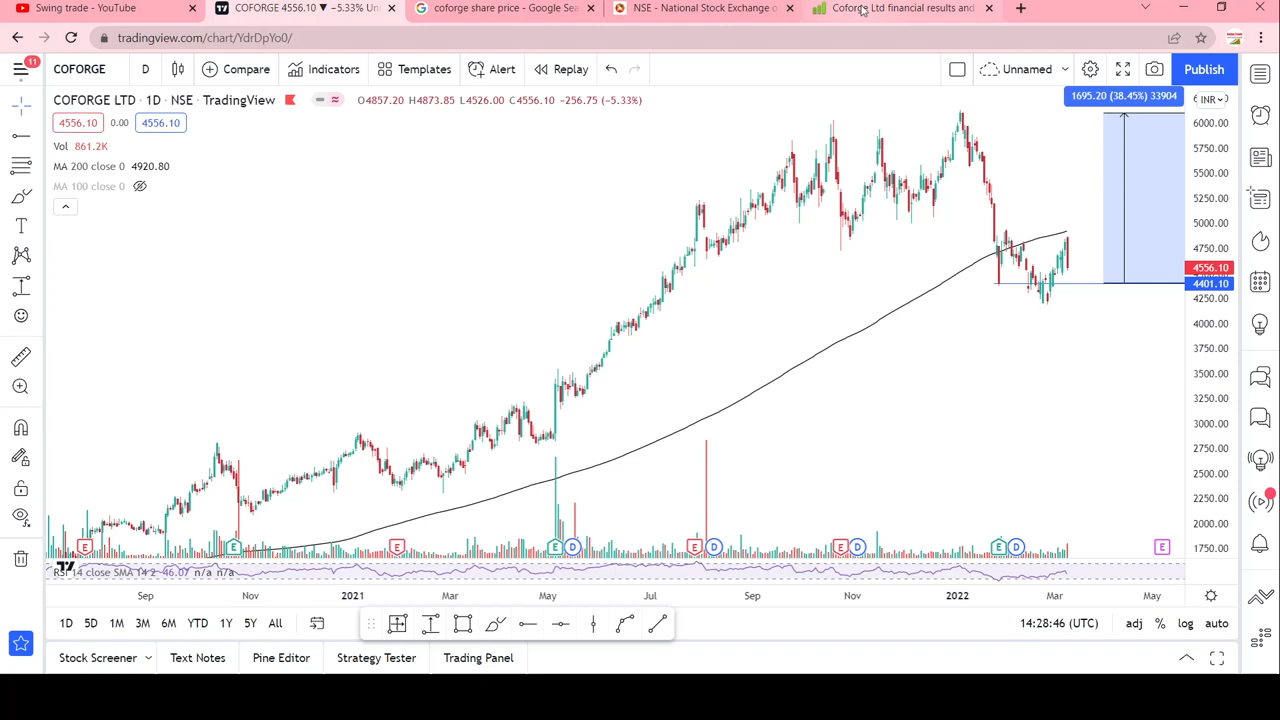 Swing trade - YouTube
COFORGE 4556.10 ▼ −5.33% Un
coforge share price - Google Sea
NSE - National Stock Exchange o
Coforge Ltd financial results and
tradingview.com/chart/YdrDpYo0/
11
COFORGE
D
Compare
Indicators
Templates
Alert
Replay
Unnamed
Publish
COFORGE LTD · 1D · NSE · TradingView
O4857.20 H4873.85 L4526.00 C4556.10 −256.75 (−5.33%)
1695.20 (38.45%) 33904
INR
4556.10
0.00
4556.10
Vol 861.2K
MA 200 close 0 4920.80
MA 100 close 0
6000.00
5750.00
5500.00
5250.00
5000.00
4750.00
4556.10
4401.10
4250.00
4000.00
3750.00
3500.00
3250.00
3000.00
2750.00
2500.00
2250.00
2000.00
1750.00
E
E
E
E
D
E
D
E
D
E
D
E
RSI 14 close SMA 14 2 46.07 n/a n/a
Sep
Nov
2021
Mar
May
Jul
Sep
Nov
2022
Mar
May
1D
5D
1M
3M
6M
YTD
1Y
5Y
All
14:28:46 (UTC)
adj
%
log
auto
Stock Screener
Text Notes
Pine Editor
Strategy Tester
Trading Panel